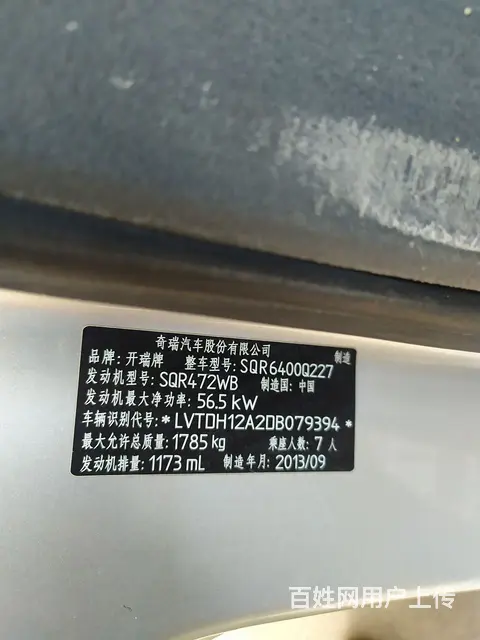 奇瑞汽车股份有限公司 制造
品牌: 开瑞牌 整车型号: SQR6400Q227
发动机型号: SQR472WB 制造国: 中国
发动机最大净功率: 56.5 kW
车辆识别代号: *LVTDH12A2DB079394*
最大允许总质量: 1785 kg 乘座人数: 7 人
发动机排量: 1173 mL 制造年月: 2013/09
百姓网用户上传